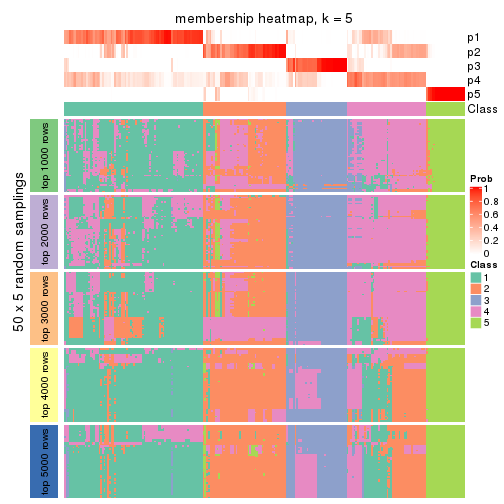 membership heatmap, k = 5
p1
p2
p3
p4
p5
Class
50 x 5 random samplings
top 1000 rows
top 2000 rows
top 3000 rows
top 4000 rows
top 5000 rows
Prob
1
0.8
0.6
0.4
0.2
0
Class
1
2
3
4
5